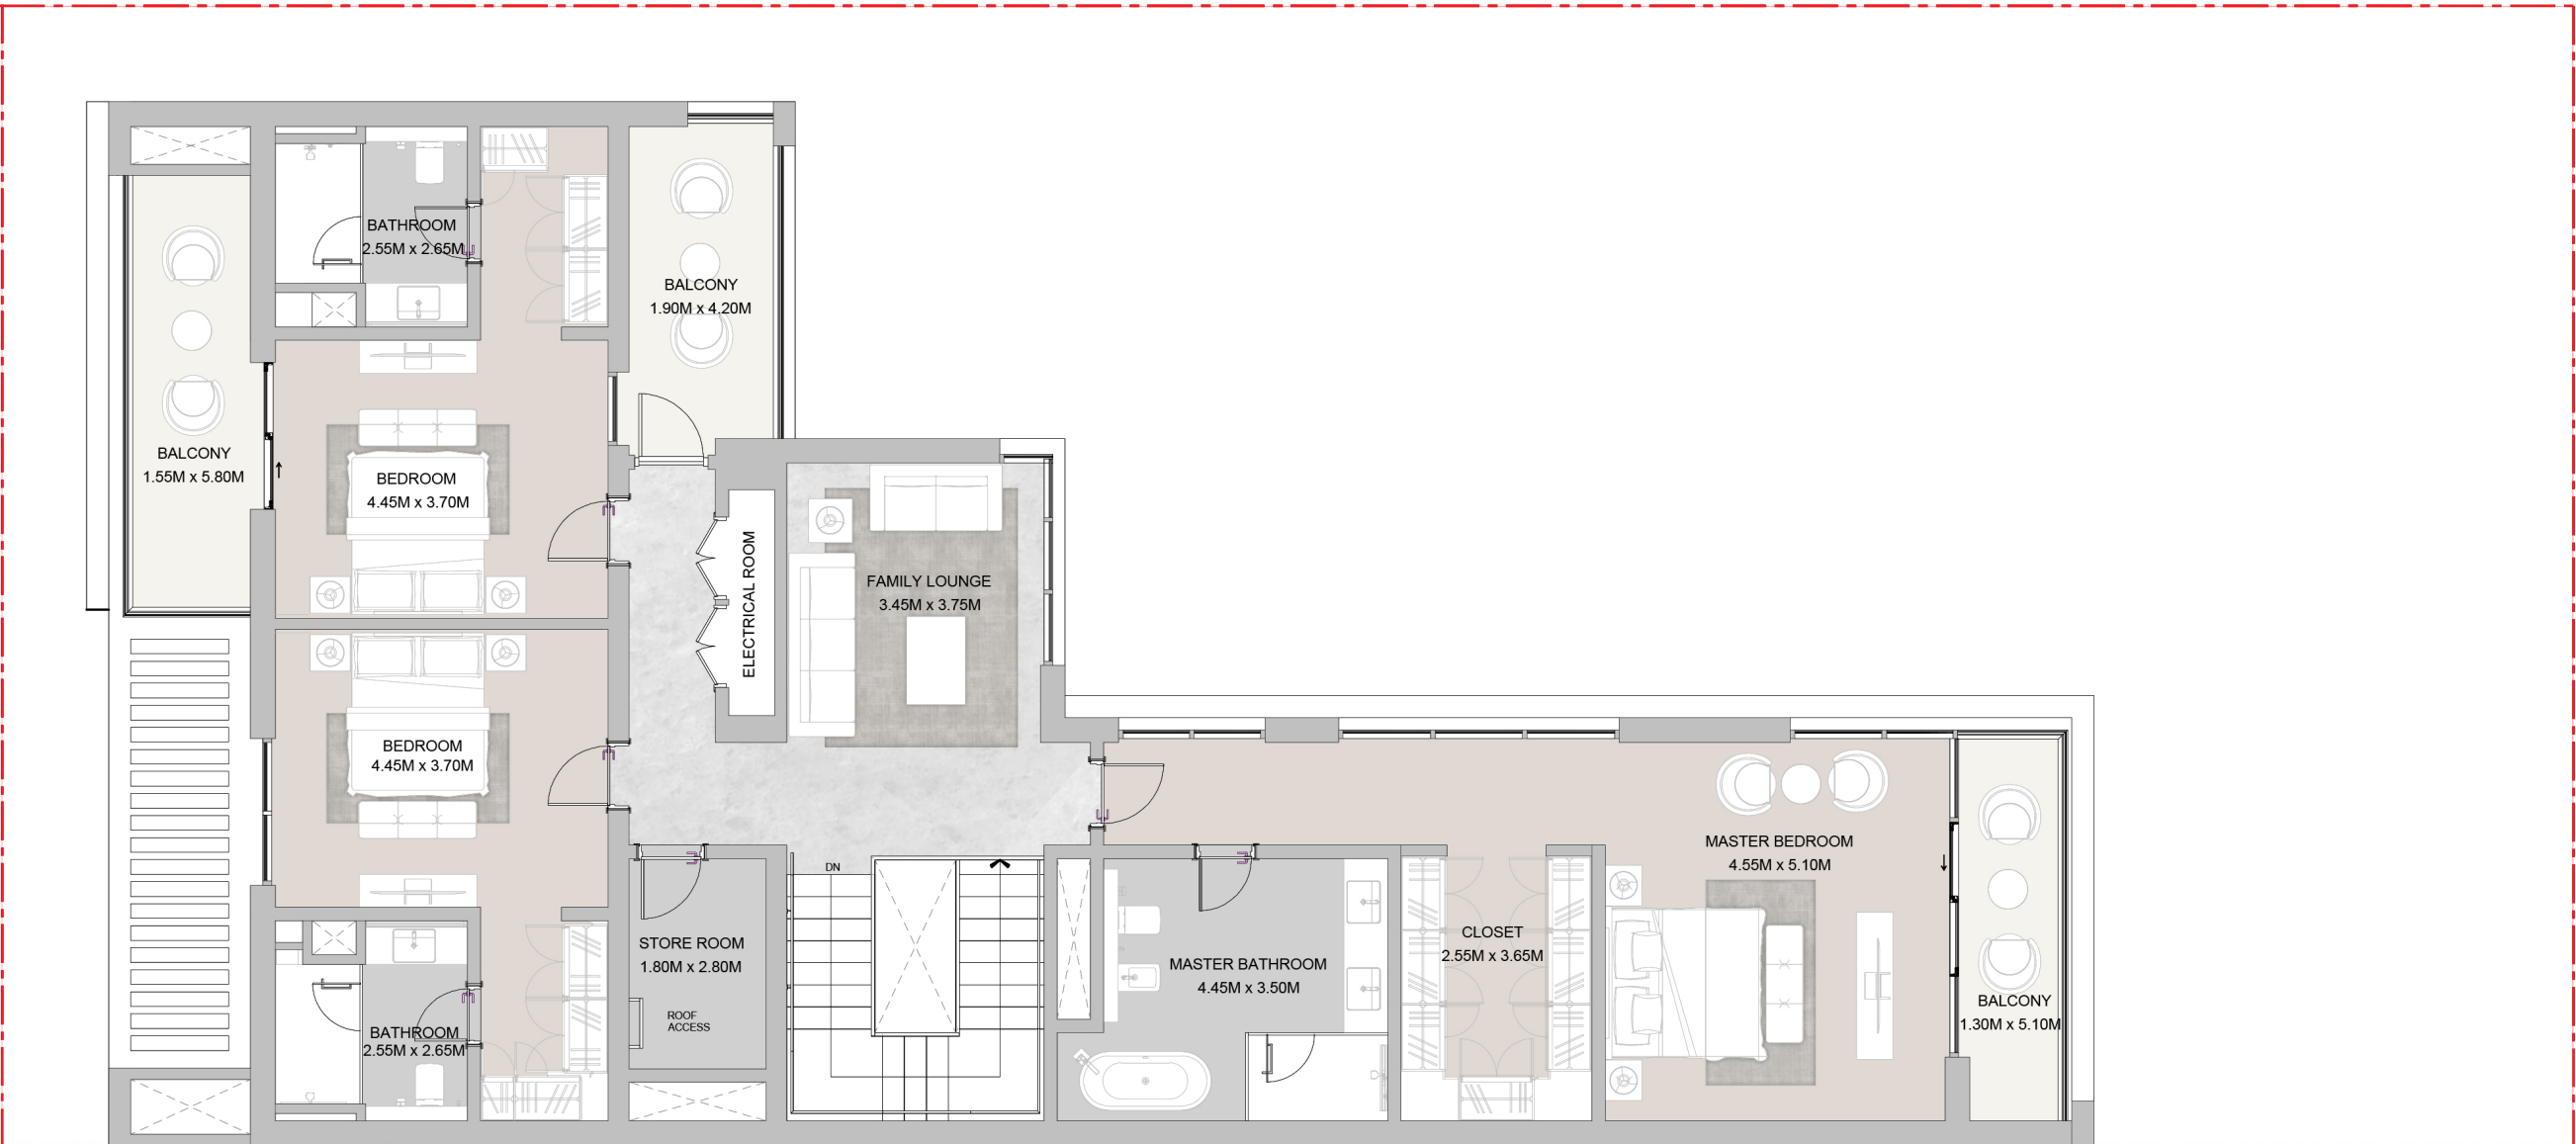 BATHROOM
2.55M x 2.65M
BALCONY
1.90M x 4.20M
BALCONY
1.55M x 5.80M
BEDROOM
4.45M x 3.70M
ELECTRICAL ROOM
FAMILY LOUNGE
3.45M x 3.75M
BEDROOM
4.45M x 3.70M
MASTER BEDROOM
4.55M x 5.10M
DN
STORE ROOM
1.80M x 2.80M
ROOF
ACCESS
MASTER BATHROOM
4.45M x 3.50M
CLOSET
2.55M x 3.65M
BALCONY
1.30M x 5.10M
BATHROOM
2.55M x 2.65M